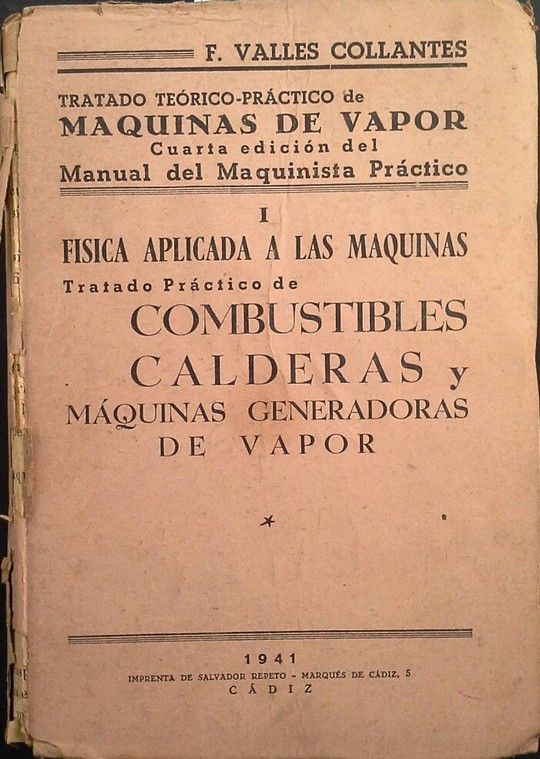 F. VALLES COLLANTES
TRATADO TEÓRICO-PRÁCTICO de
MAQUINAS DE VAPOR
Cuarta edición del
Manual del Maquinista Práctico
I
FISICA APLICADA A LAS MAQUINAS
Tratado Práctico de
COMBUSTIBLES
CALDERAS y
MÁQUINAS GENERADORAS
DE VAPOR
1941
IMPRENTA DE SALVADOR REPETO - MARQUÉS DE CÁDIZ, 5
CÁDIZ